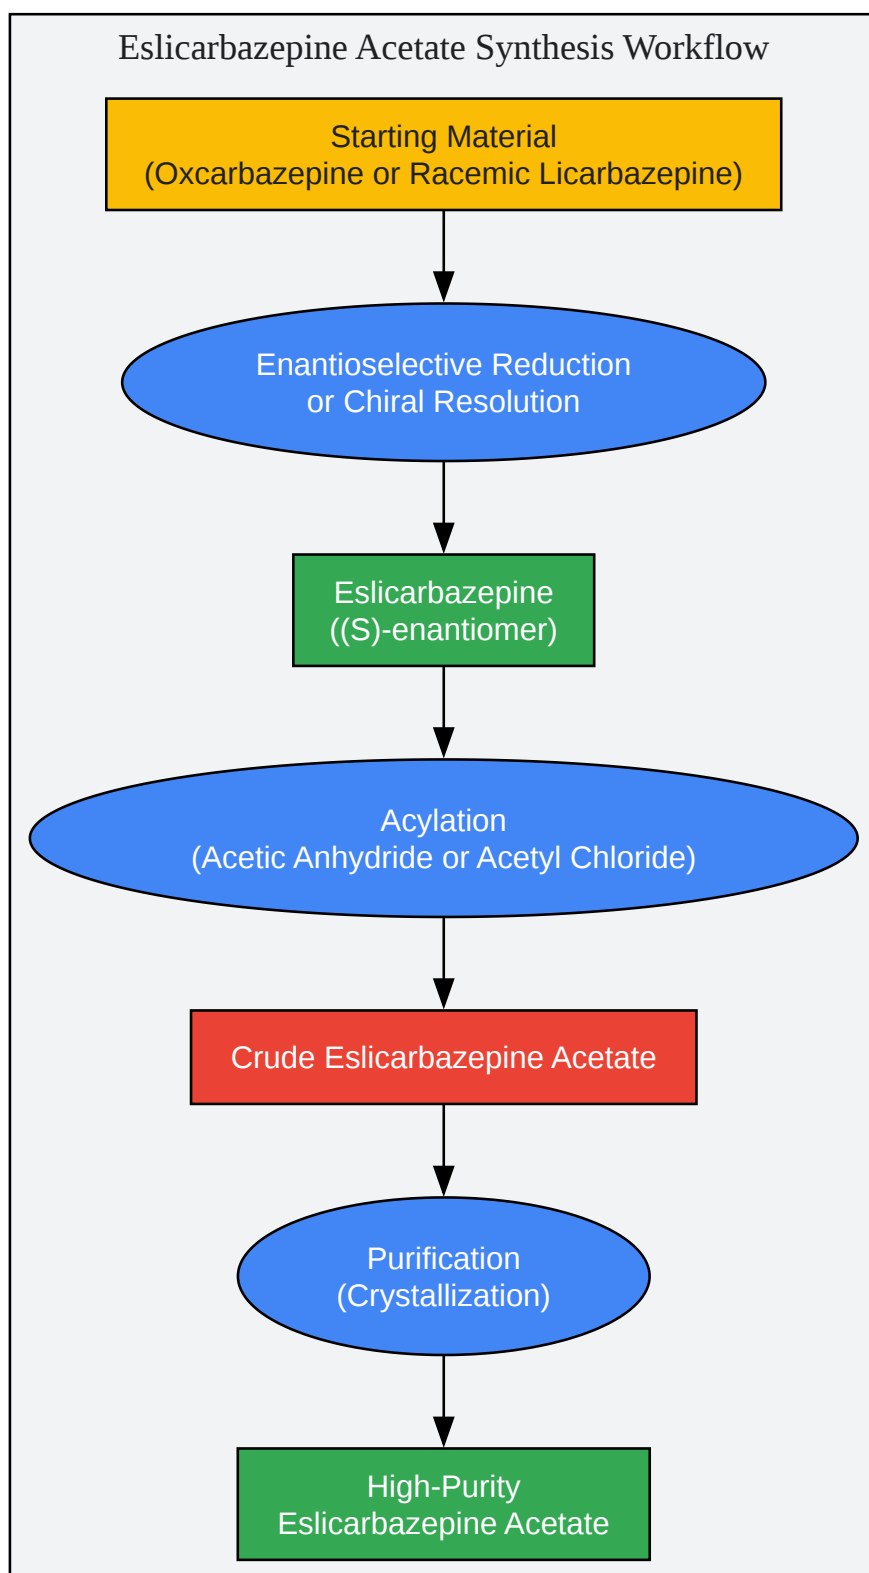 Eslicarbazepine Acetate Synthesis Workflow
Starting Material
(Oxcarbazepine or Racemic Licarbazepine)
Enantioselective Reduction
or Chiral Resolution
Eslicarbazepine
((S)-enantiomer)
Acylation
(Acetic Anhydride or Acetyl Chloride)
Crude Eslicarbazepine Acetate
Purification
(Crystallization)
High-Purity
Eslicarbazepine Acetate